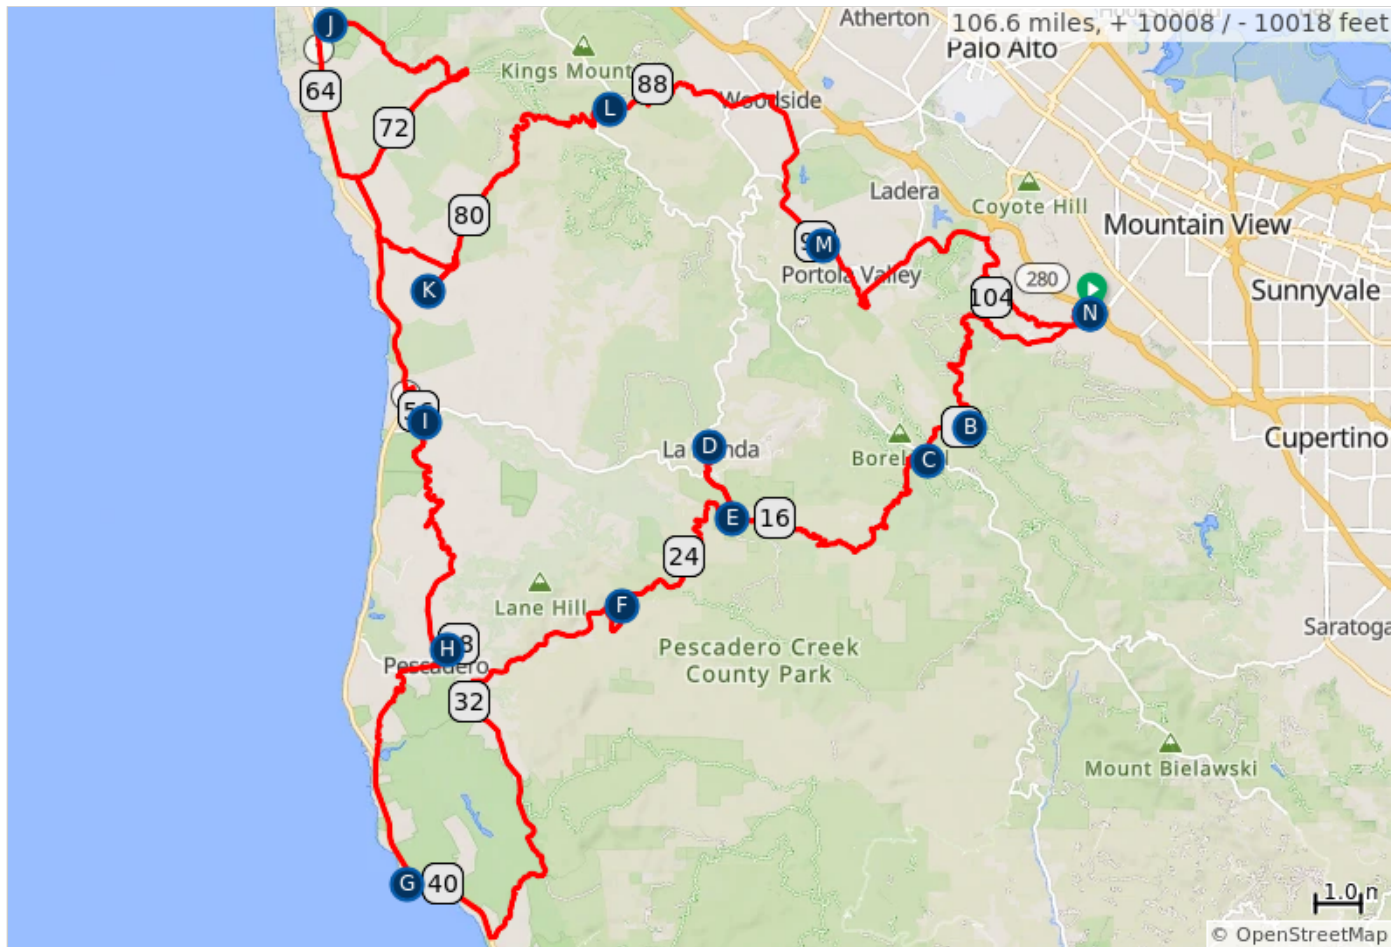 106.6 miles, + 10008 / - 10018 feet
J
Atherton
Palo Alto
Kings Mount
64
88
L
Woodside
72
Ladera
Coyote Hill
80
Mountain View
M
Portola Valley
280
Sunnyvale
K
104
N
I
B
Cupertino
D
La
nda
Borel
C
E
16
24
F
Lane Hill
Saratoga
H
Pescadero
Pescadero Creek
County Park
32
Mount Bielawski
G
40
1.0 m
© OpenStreetMap